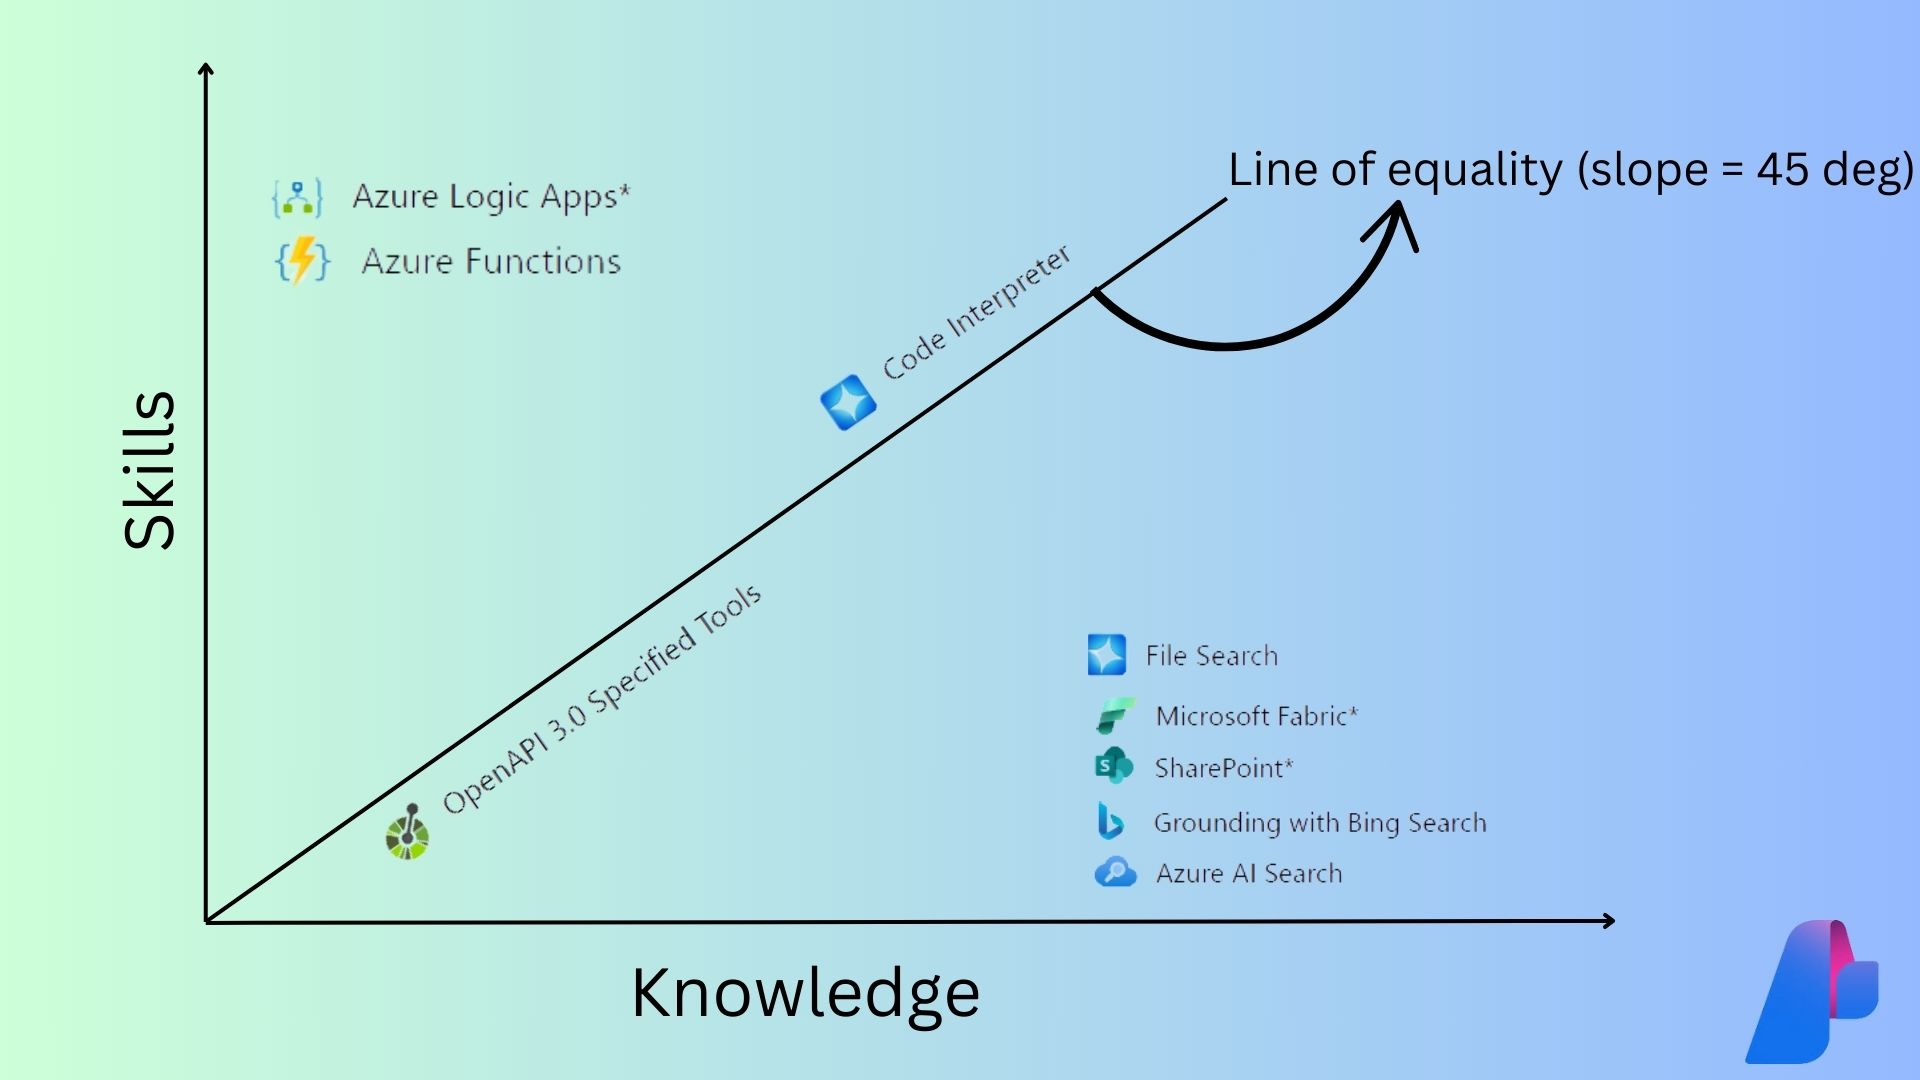 Line of equality (slope = 45 deg)
Azure Logic Apps*
Azure Functions
Code Interpreter
Skills
OpenAPI 3.0 Specified Tools
File Search
Microsoft Fabric*
S
SharePoint*
Grounding with Bing Search
Azure AI Search
Knowledge